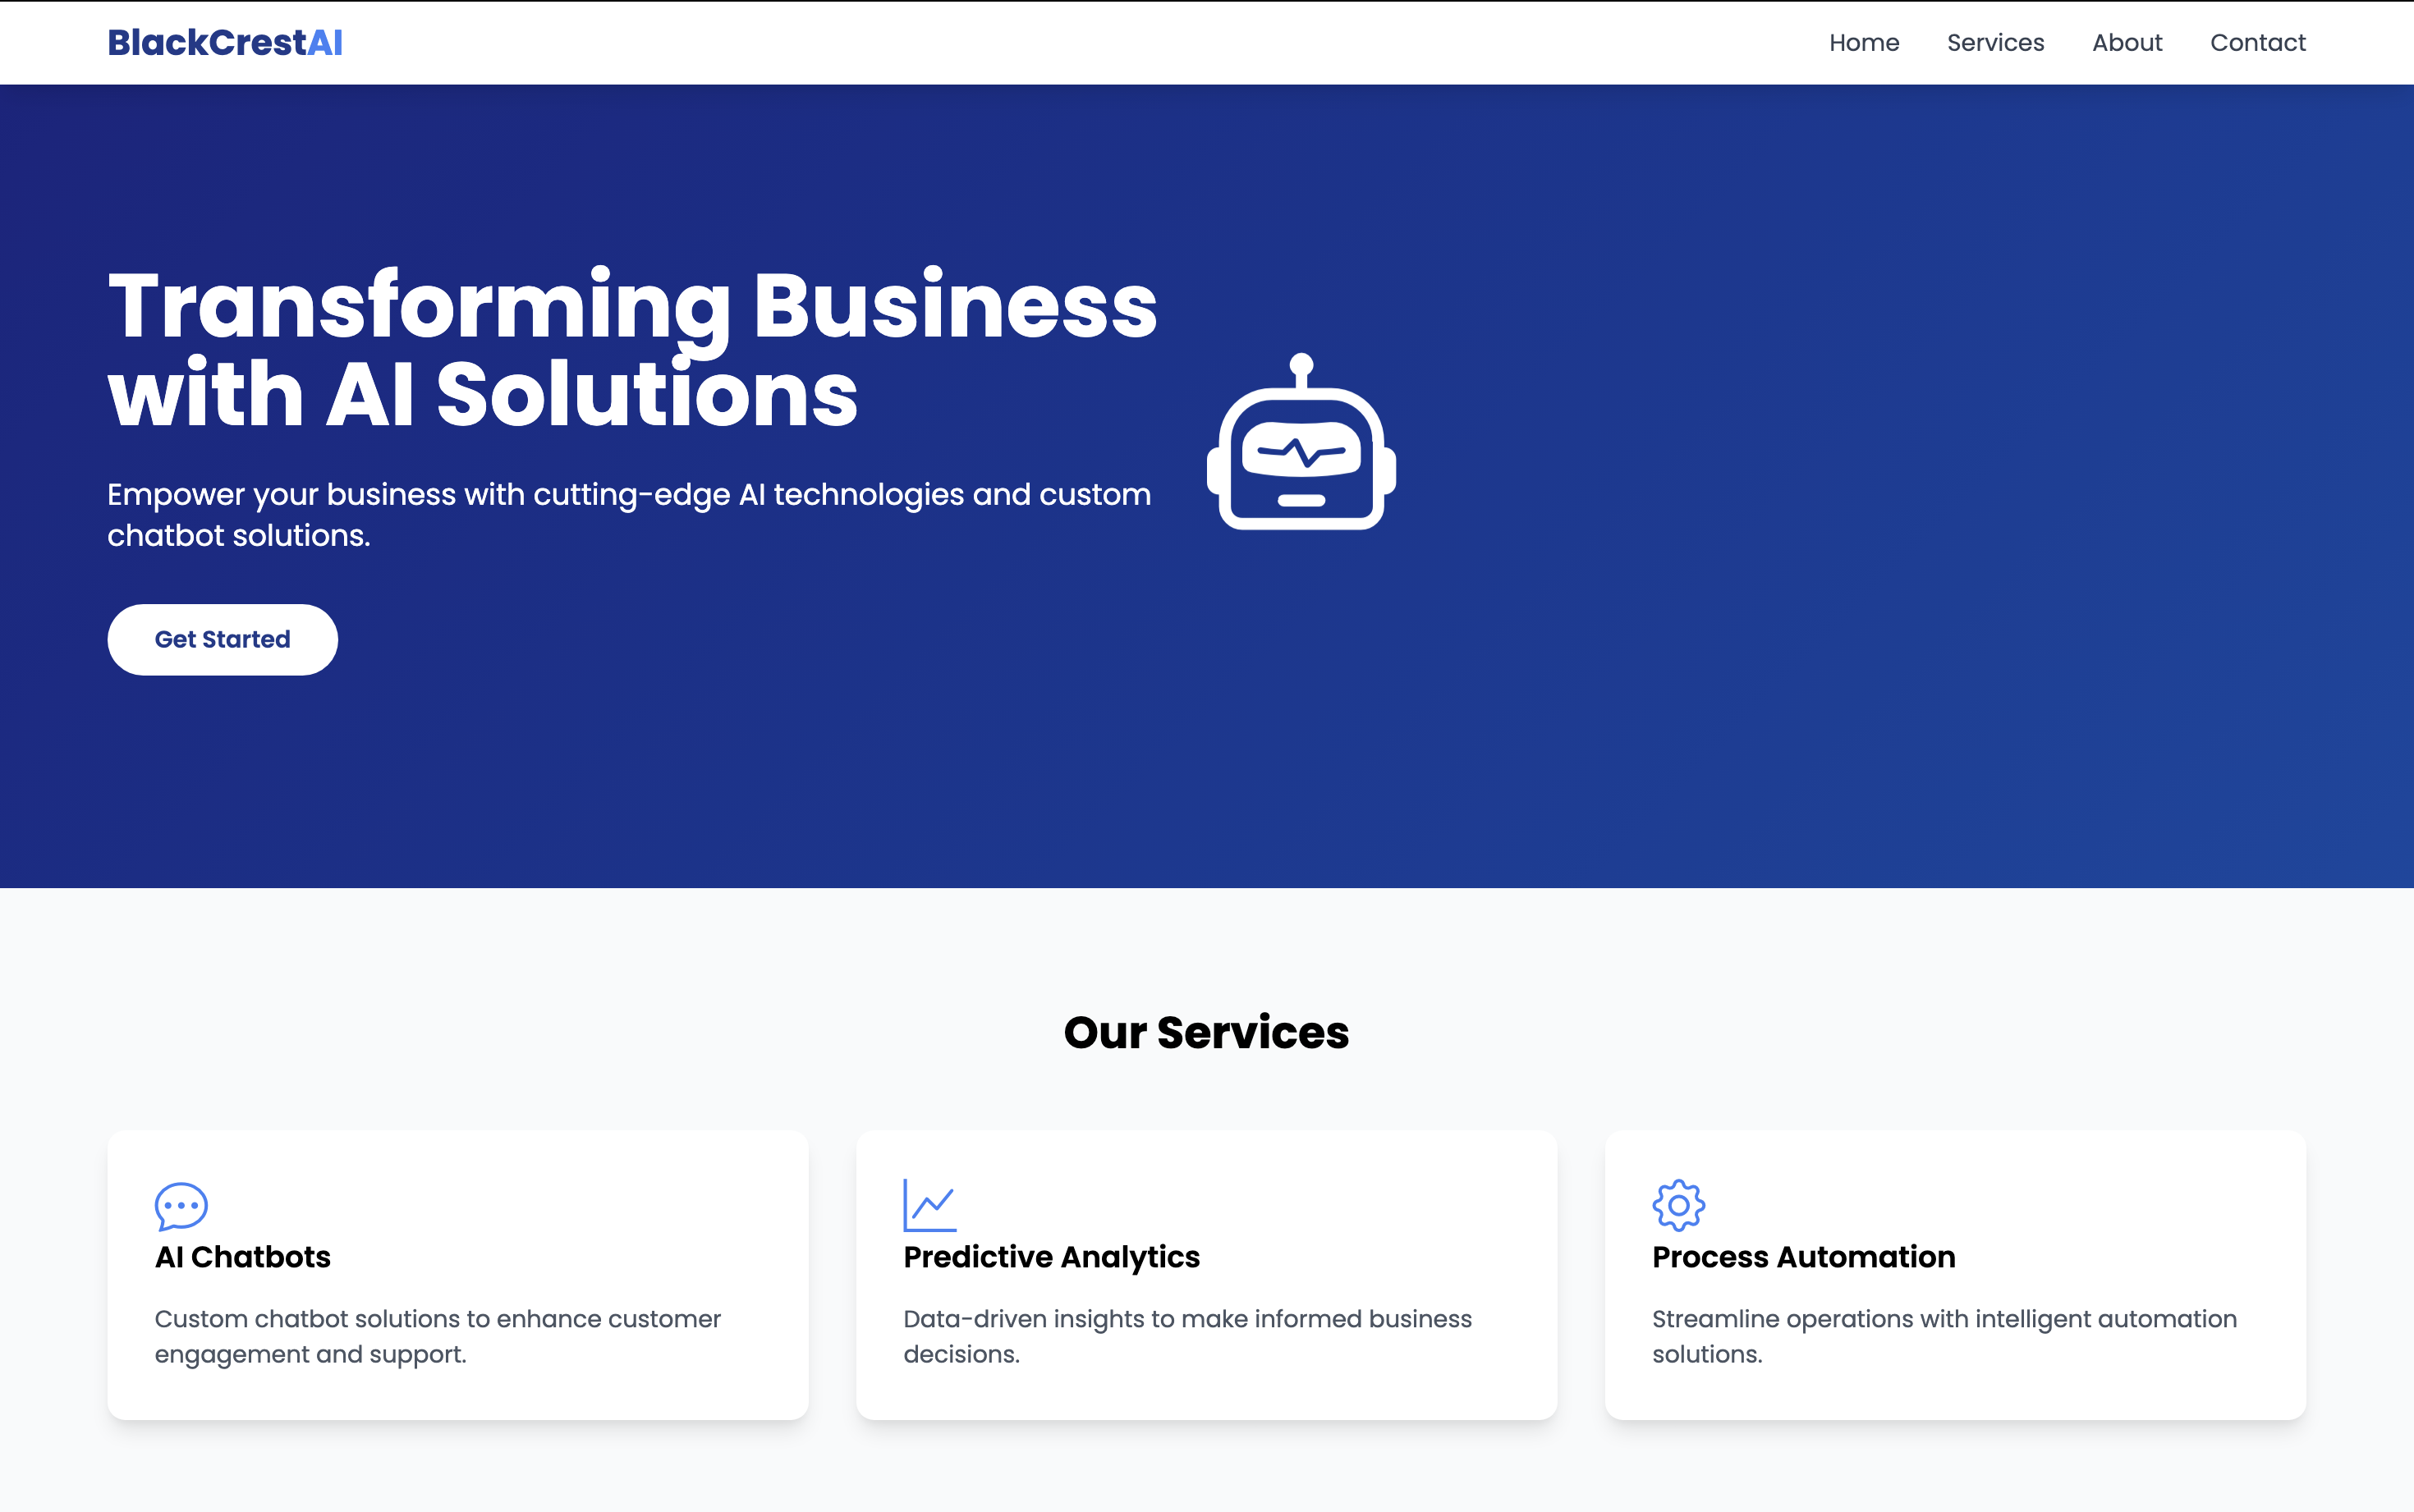 BlackCrestAI
Home Services About Contact
Transforming Business
with AI Solutions
Empower your business with cutting-edge AI technologies and custom
chatbot solutions.
Get Started
Our Services
AI Chatbots
Custom chatbot solutions to enhance customer
engagement and support.
Predictive Analytics
Data-driven insights to make informed business
decisions.
Process Automation
Streamline operations with intelligent automation
solutions.